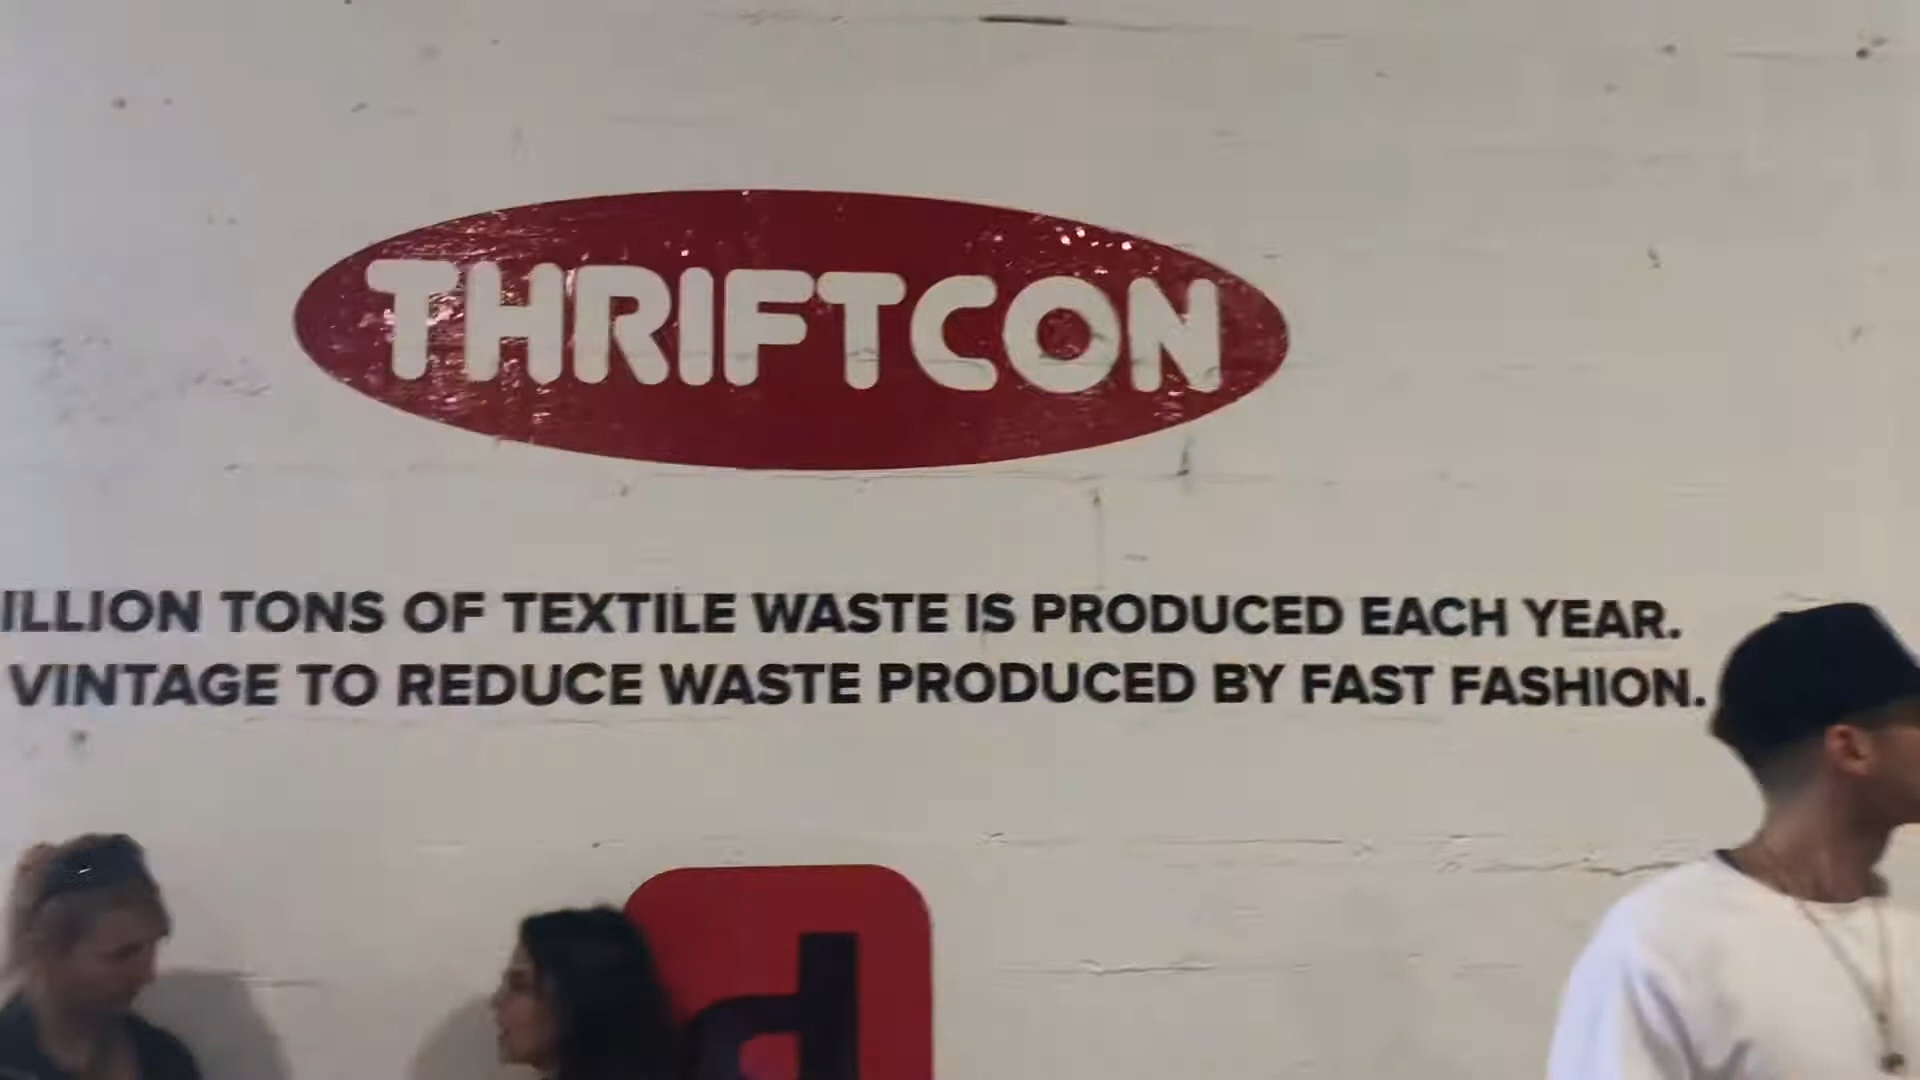 THRIFTCON
ILLION TONS OF TEXTILE WASTE IS PRODUCED EACH YEAR.
VINTAGE TO REDUCE WASTE PRODUCED BY FAST FASHION.
d